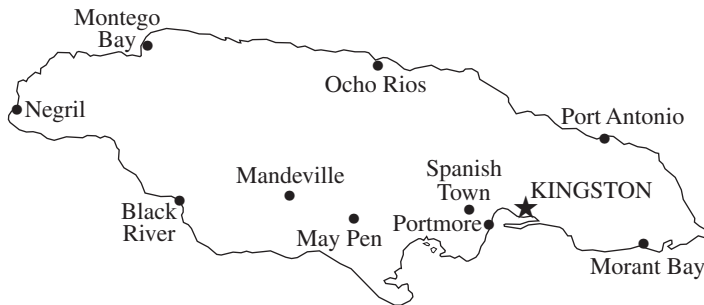 Montego
Bay
Ocho Rios
Negril
Port Antonio
Mandeville
Spanish
Town
KINGSTON
Black
River
Portmore
May Pen
Morant Bay